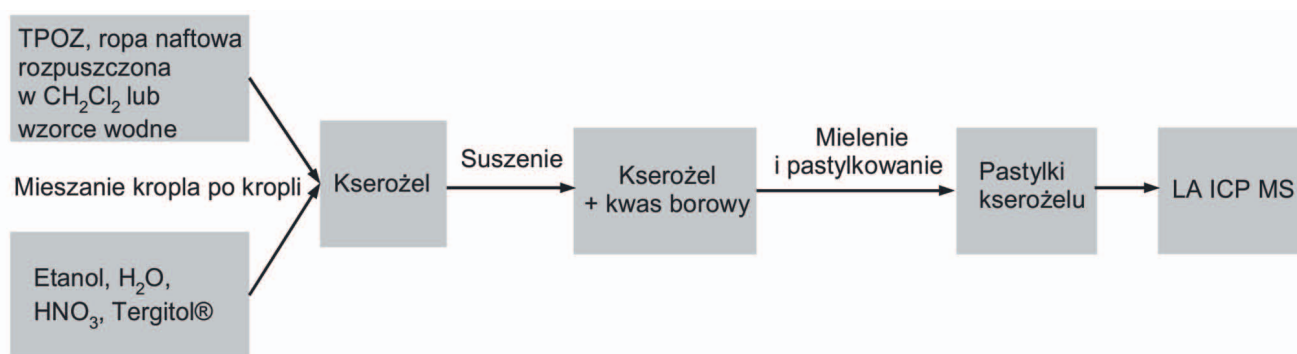 TPOZ, ropa naftowa
rozpuszczona
w CH₂Cl₂ lub
wzorce wodne
Mieszanie kropla po kropli
Etanol, H₂O,
HNO₃, Tergitol®
Kserożel
Suszenie
Kserożel
+ kwas borowy
Mielenie
i pastylkowanie
Pastylki
kserożelu
LA ICP MS